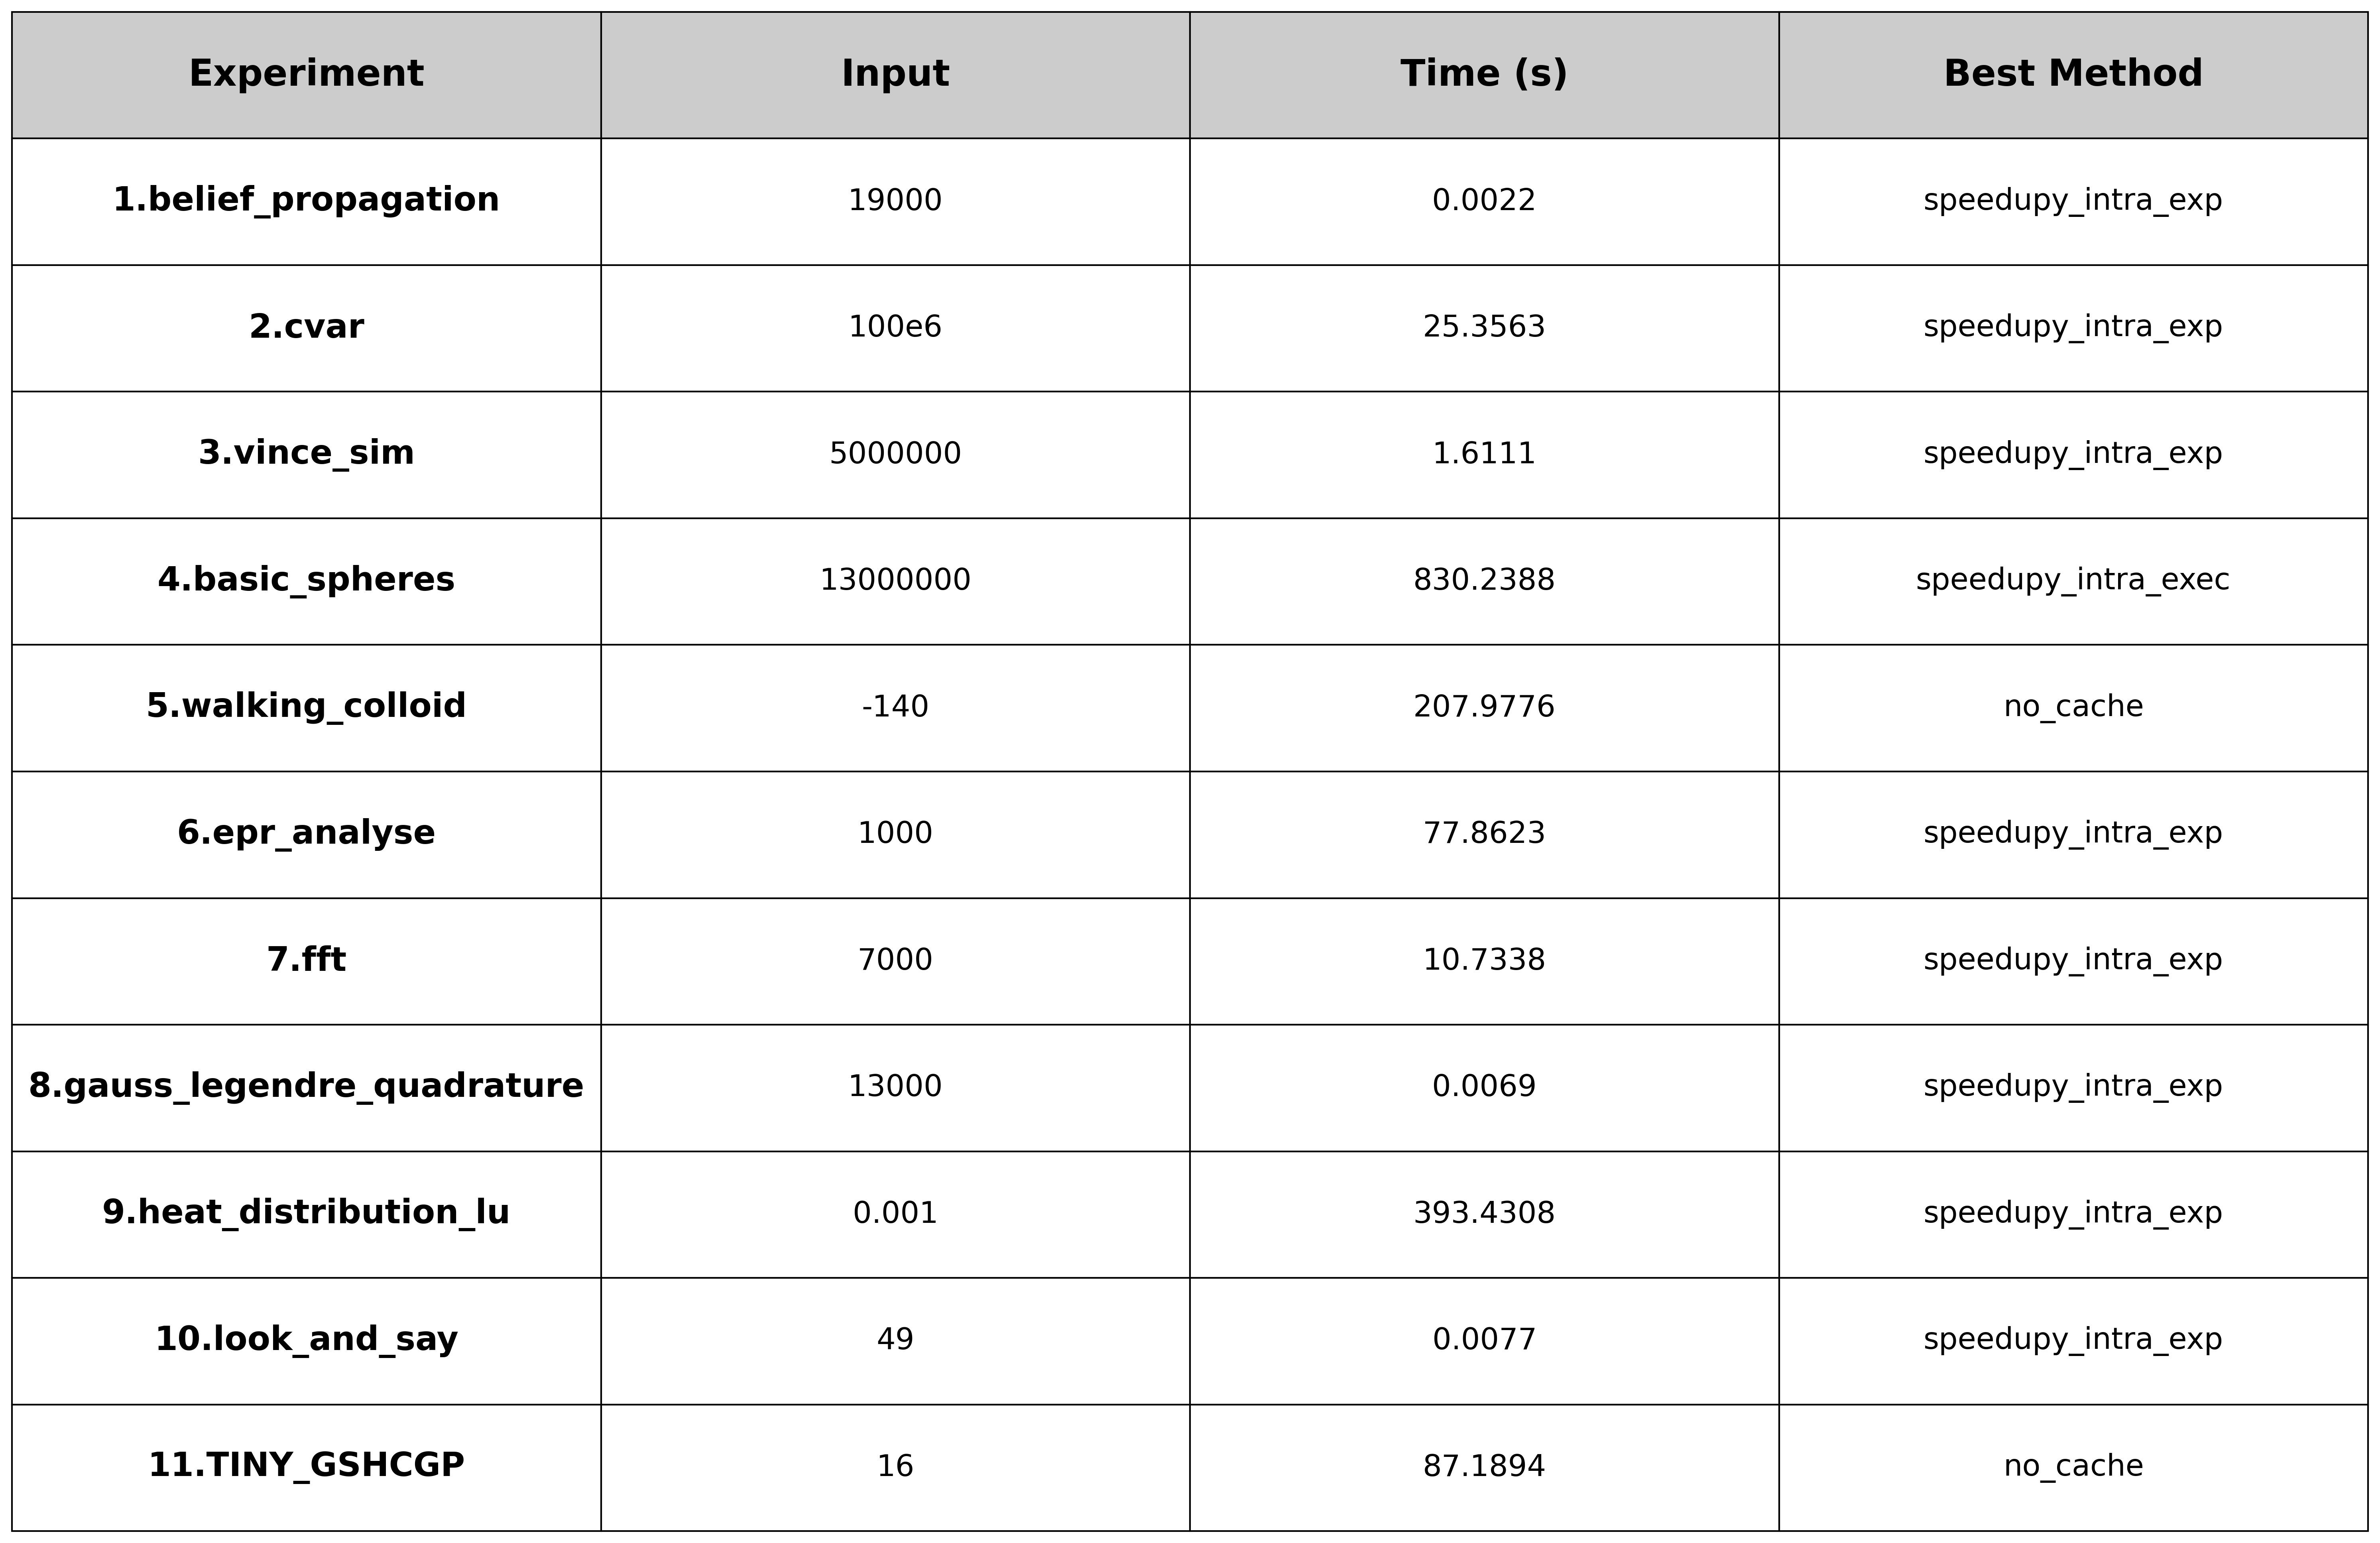 Experiment Input Time (s) Best Method
1.belief_propagation 19000 0.0022 speedupy_intra_exp
2.cvar 100e6 25.3563 speedupy_intra_exp
3.vince_sim 5000000 1.6111 speedupy_intra_exp
4.basic_spheres 13000000 830.2388 speedupy_intra_exec
5.walking_colloid -140 207.9776 no_cache
6.epr_analyse 1000 77.8623 speedupy_intra_exp
7.fft 7000 10.7338 speedupy_intra_exp
8.gauss_legendre_quadrature 13000 0.0069 speedupy_intra_exp
9.heat_distribution_lu 0.001 393.4308 speedupy_intra_exp
10.look_and_say 49 0.0077 speedupy_intra_exp
11.TINY_GSHCGP 16 87.1894 no_cache